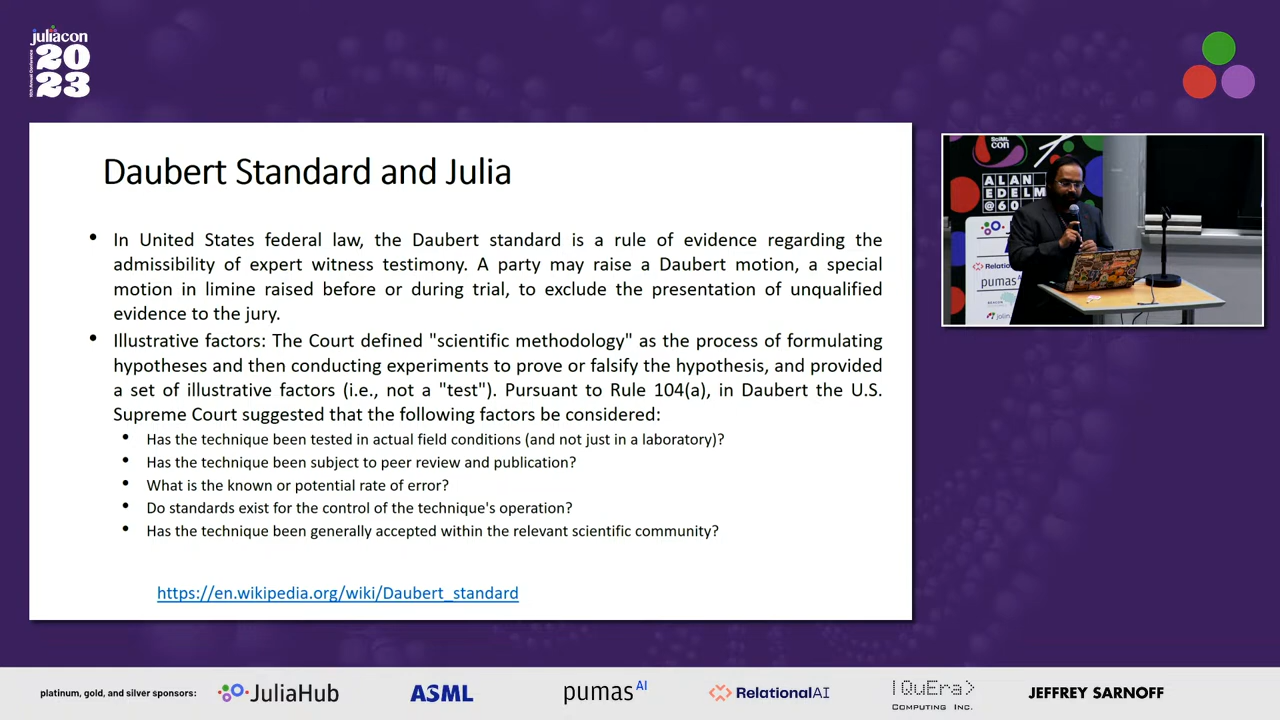 juliacon
20
23
Daubert Standard and Julia
• In United States federal law, the Daubert standard is a rule of evidence regarding the
admissibility of expert witness testimony. A party may raise a Daubert motion, a special
motion in limine raised before or during trial, to exclude the presentation of unqualified
evidence to the jury.
• Illustrative factors: The Court defined "scientific methodology" as the process of formulating
hypotheses and then conducting experiments to prove or falsify the hypothesis, and provided
a set of illustrative factors (i.e., not a "test"). Pursuant to Rule 104(a), in Daubert the U.S.
Supreme Court suggested that the following factors be considered:
• Has the technique been tested in actual field conditions (and not just in a laboratory)?
• Has the technique been subject to peer review and publication?
• What is the known or potential rate of error?
• Do standards exist for the control of the technique's operation?
• Has the technique been generally accepted within the relevant scientific community?
https://en.wikipedia.org/wiki/Daubert_standard
SciML
con
ALAN
EDELM
@60
Relatio
pumas
platinum, gold, and silver sponsors:
JuliaHub
ASML
pumas AI
RelationalAI
|QuEra>
COMPUTING INC.
JEFFREY SARNOFF